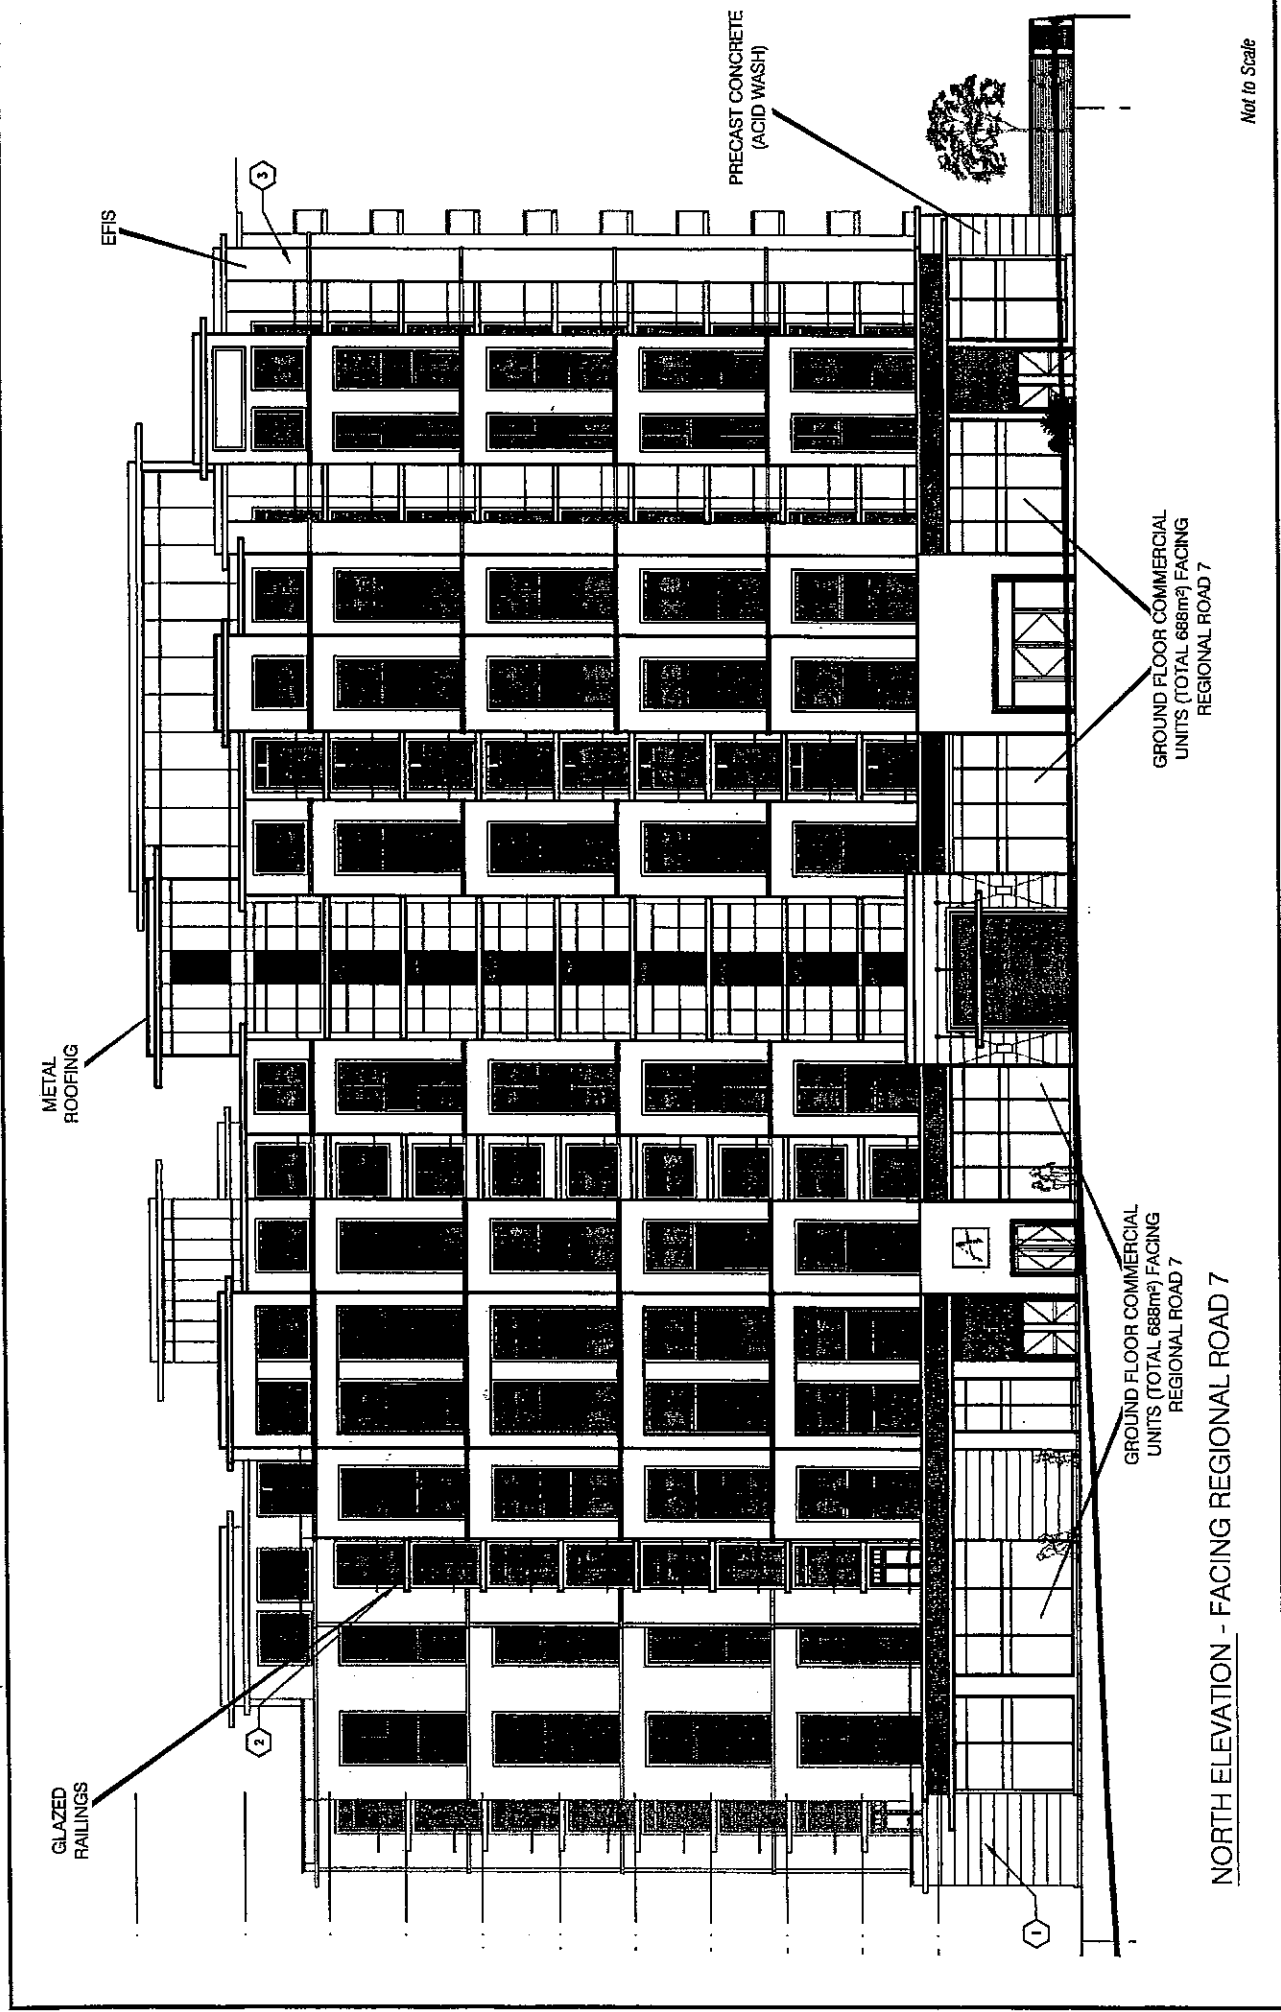 GLAZED
RAILINGS
METAL
ROOFING
EFIS
3
2
PRECAST CONCRETE
(ACID WASH)
1
A
GROUND FLOOR COMMERCIAL
UNITS (TOTAL 688m²) FACING
REGIONAL ROAD 7
GROUND FLOOR COMMERCIAL
UNITS (TOTAL 688m²) FACING
REGIONAL ROAD 7
NORTH ELEVATION - FACING REGIONAL ROAD 7
Not to Scale